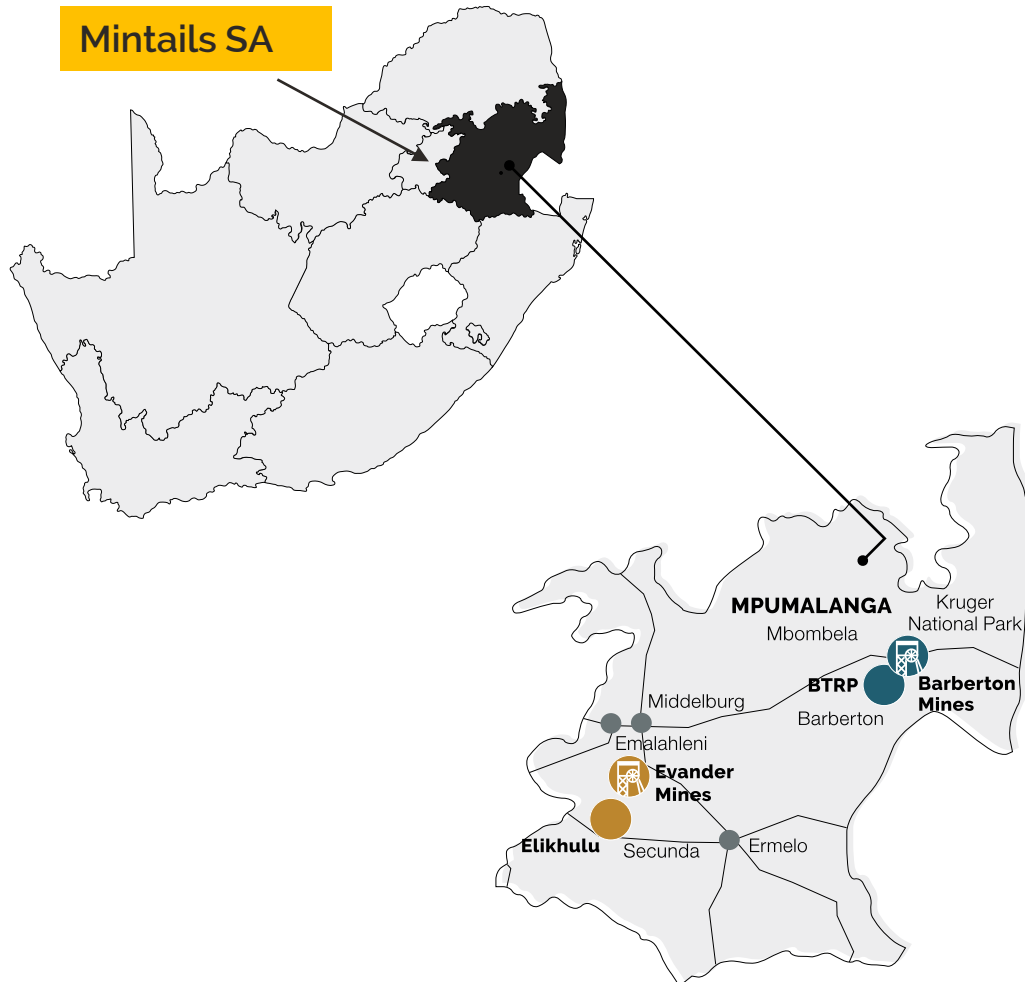 Mintails SA
MPUMALANGA
Kruger
National Park
Mbombela
BTRP
Barberton
Mines
Barberton
Middelburg
Emalahleni
Evander
Mines
Elikhulu
Secunda
Ermelo